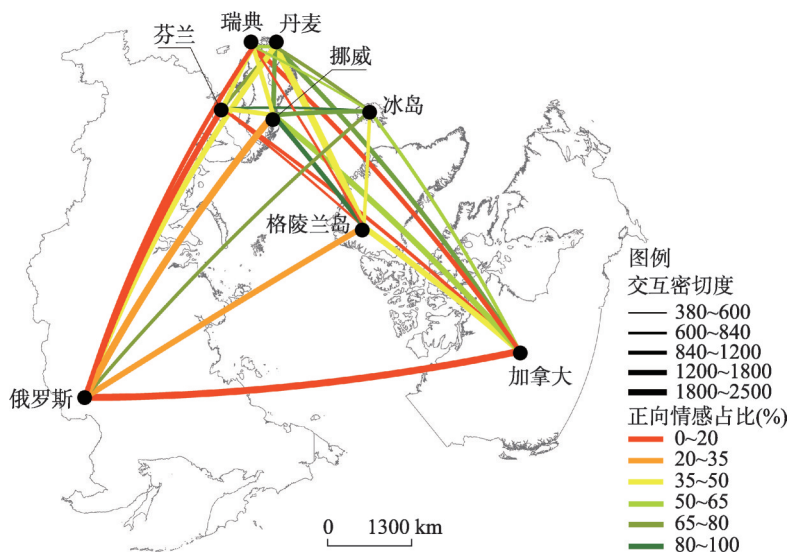 瑞典
丹麦
芬兰
挪威
冰岛
格陵兰岛
加拿大
俄罗斯
图例
交互密切度
380~600
600~840
840~1200
1200~1800
1800~2500
正向情感占比(%)
0~20
20~35
35~50
50~65
65~80
80~100
0 1300 km